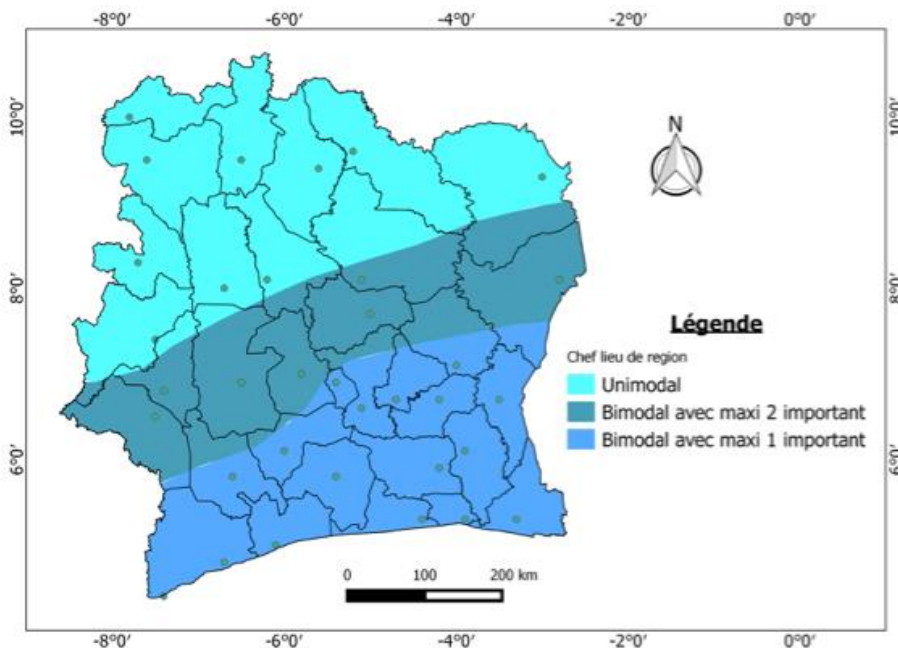 -8°0' -6°0' -4°0' -2°0' 0°0'
10°0'
10°0'
N
8°0'
8°0'
Légende
Chef lieu de region
Unimodal
Bimodal avec maxi 2 important
Bimodal avec maxi 1 important
6°0'
6°0'
0 100 200 km
-8°0' -6°0' -4°0' -2°0' 0°0'